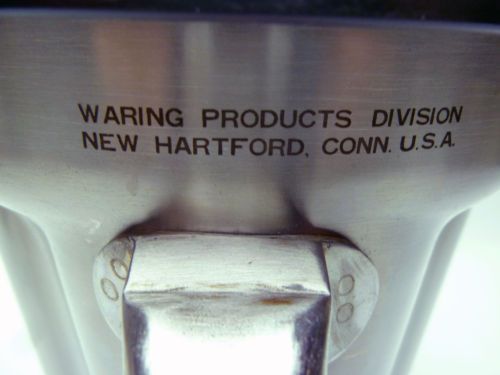 WARING PRODUCTS DIVISION
NEW HARTFORD, CONN. U.S.A.